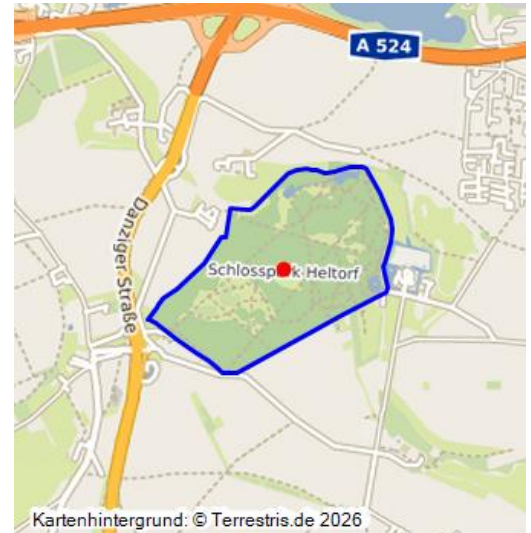 A 524
Danziger Straße
Schlosspark Heltorf
Kartenhintergrund: © Terrestris.de 2026